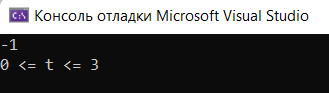 Консоль отладки Microsoft Visual Studio
-1
0 <= t <= 3